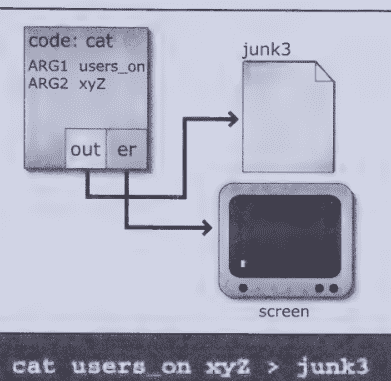 code: cat
ARG1 users_on
ARG2 xyZ
out er
junk3
screen
cat users_on xyZ > junk3